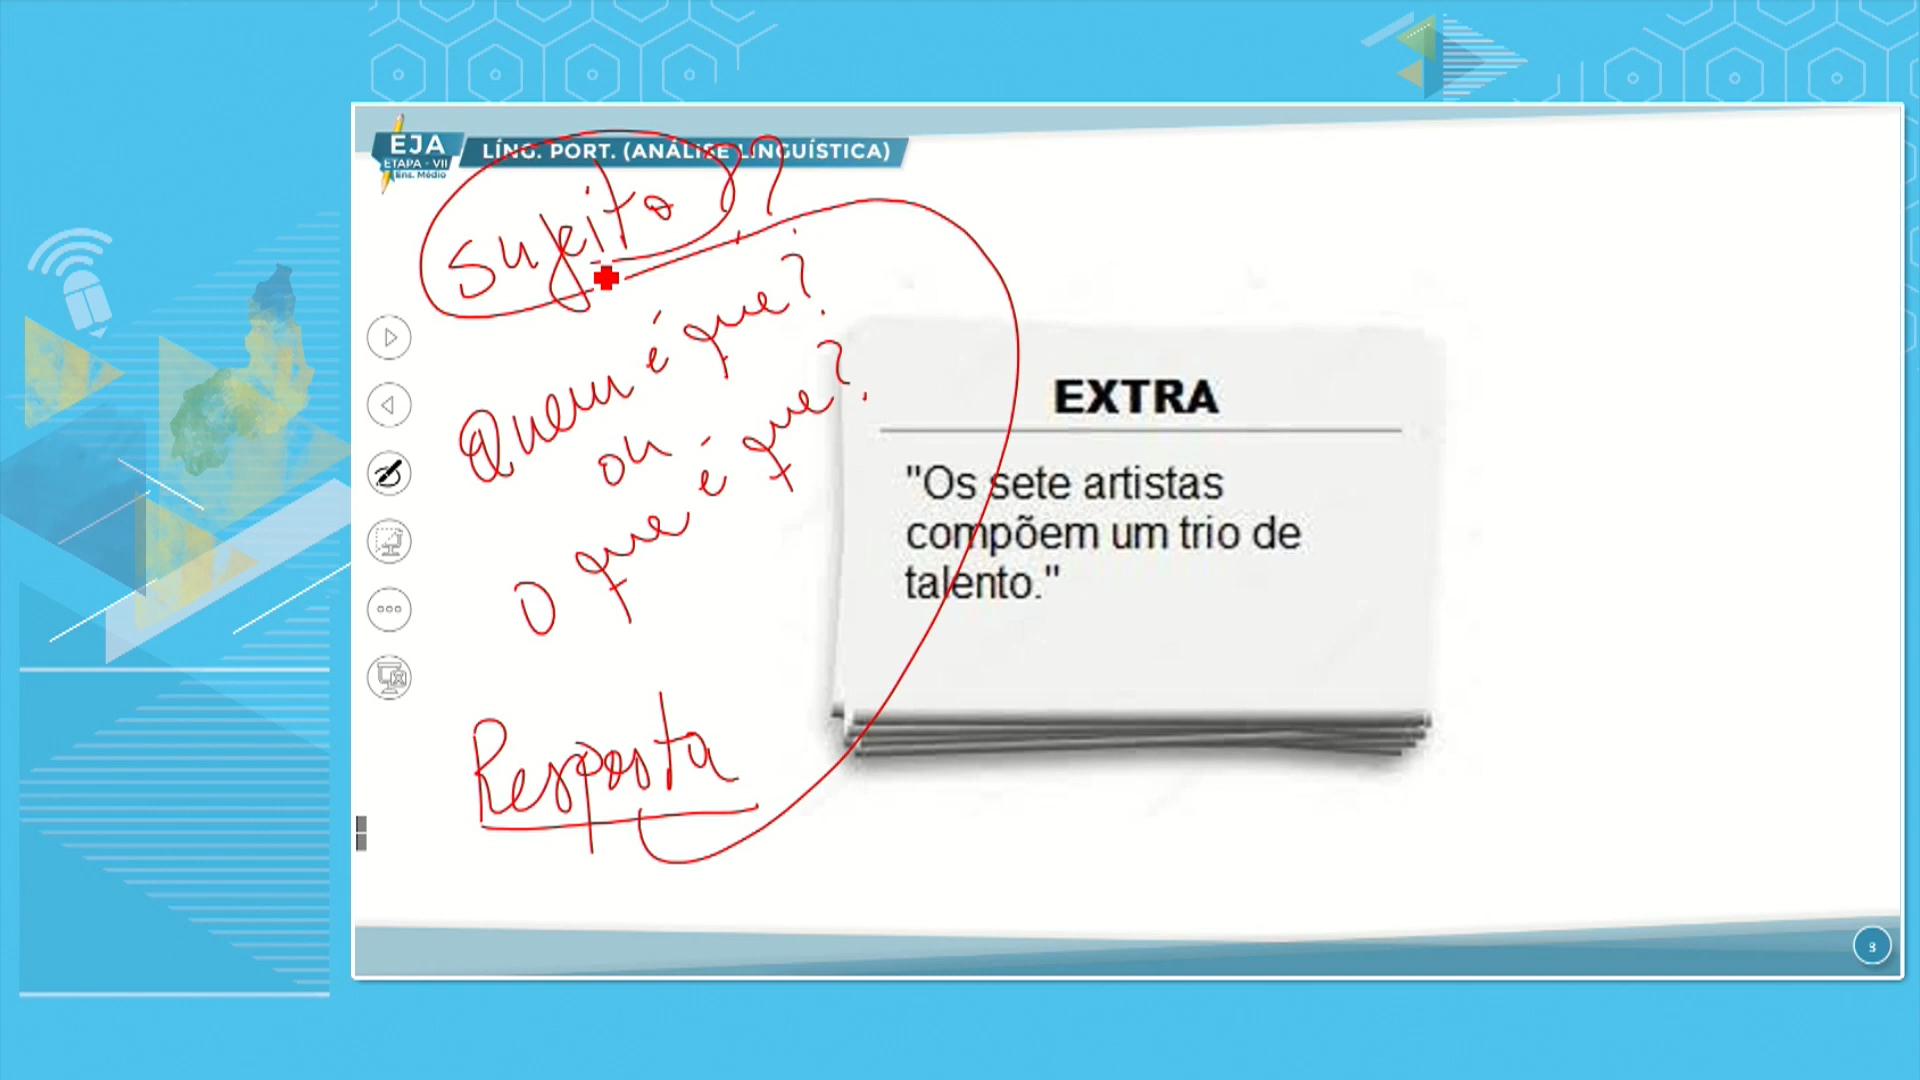 EJA
ETAPA - VII
Ens. Médio
LÍNG. PORT. (ANÁLISE LINGUÍSTICA)
Sujeito??
Quem é que?
ou
O que é que?
Resposta
EXTRA
"Os sete artistas
compõem um trio de
talento."
3